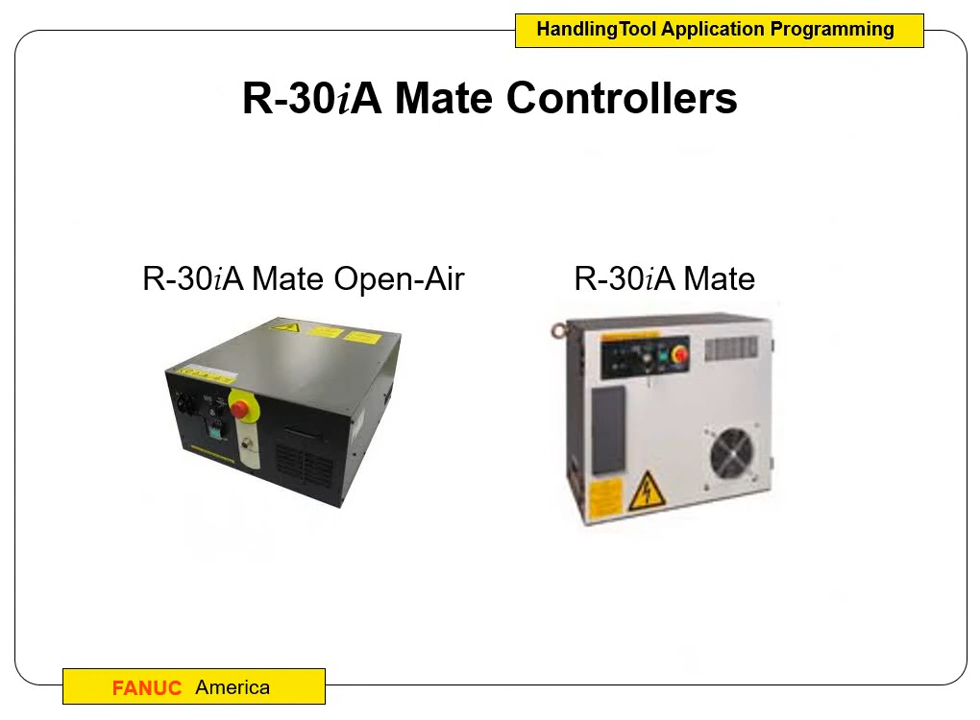 HandlingTool Application Programming
R-30iA Mate Controllers
R-30iA Mate Open-Air
R-30iA Mate
FANUC America